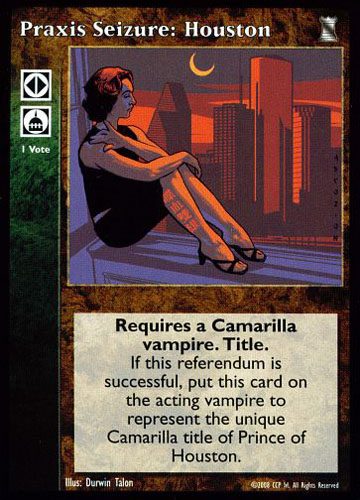 Praxis Seizure: Houston
1 Vote
TALON
Requires a Camarilla
vampire. Title.
If this referendum is
successful, put this card on
the acting vampire to
represent the unique
Camarilla title of Prince of
Houston.
Illus: Durwin Talon
©2008 CCP hf. All Rights Reserved